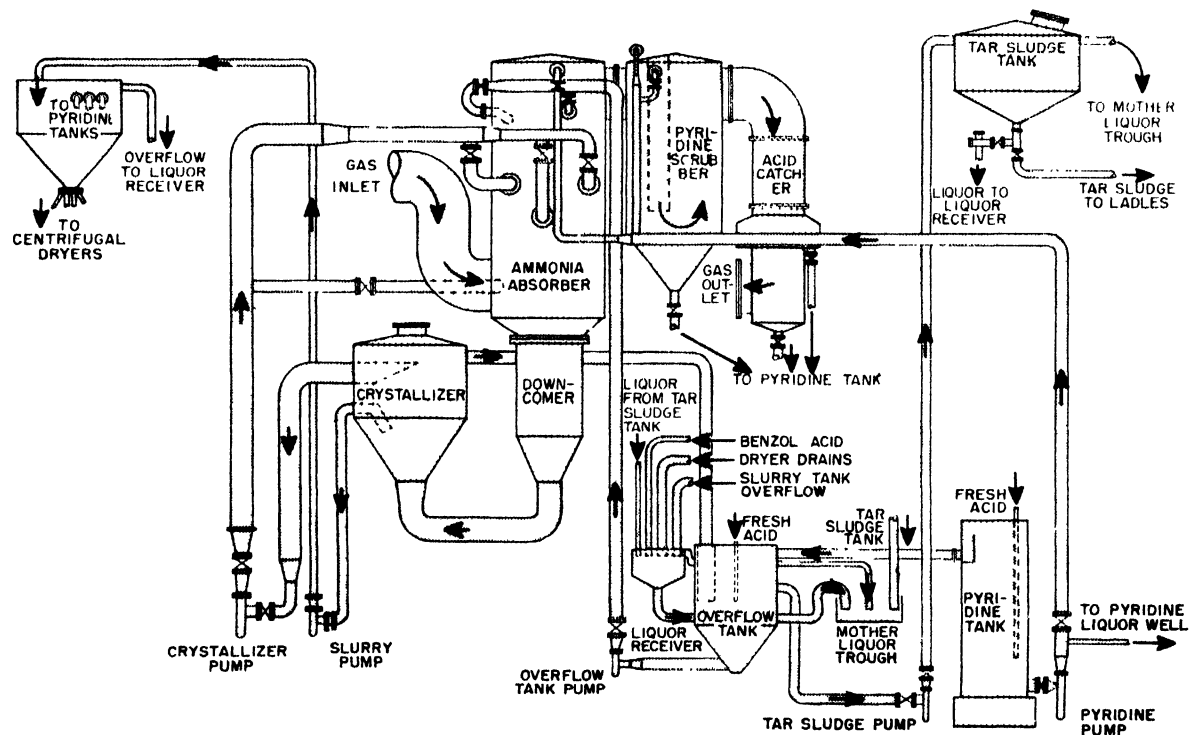 TO
PYRIDINE
TANKS
OVERFLOW
TO LIQUOR
RECEIVER
TO
CENTRIFUGAL
DRYERS
GAS
INLET
AMMONIA
ABSORBER
PYRI-
DINE
SCRUB
BER
ACID
CATCH-
ER
GAS
OUT-
LET
TO PYRIDINE TANK
TAR SLUDGE
TANK
TO MOTHER
LIQUOR
TROUGH
LIQUOR TO
LIQUOR
RECEIVER
TAR SLUDGE
TO LADLES
CRYSTALLIZER
DOWN-
COMER
LIQUOR
FROM TAR
SLUDGE
TANK
BENZOL ACID
DRYER DRAINS
SLURRY TANK
OVERFLOW
FRESH
ACID
TAR
SLUDGE
TANK
FRESH
ACID
PYRI-
DINE
TANK
OVERFLOW
TANK
LIQUOR
RECEIVER
MOTHER
LIQUOR
TROUGH
TO PYRIDINE
LIQUOR WELL
CRYSTALLIZER
PUMP
SLURRY
PUMP
OVERFLOW
TANK PUMP
TAR SLUDGE PUMP
PYRIDINE
PUMP